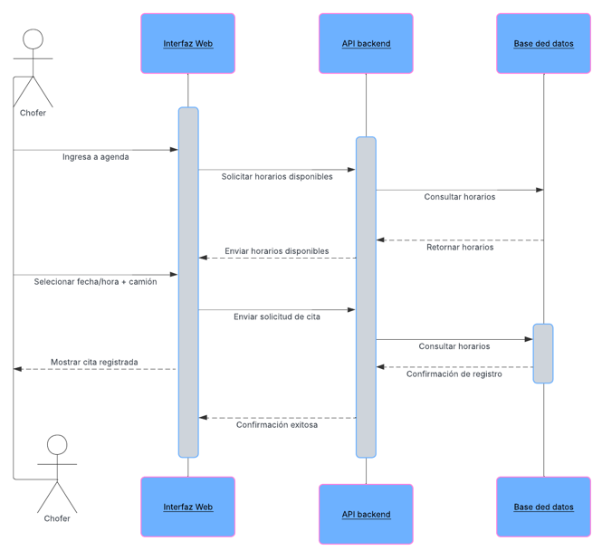 Interfaz Web
API backend
Base ded datos
Chofer
Ingresa a agenda
Solicitar horarios disponibles
Consultar horarios
Retornar horarios
Enviar horarios disponibles
Selecionar fecha/hora + camión
Enviar solicitud de cita
Consultar horarios
Mostrar cita registrada
Confirmación de registro
Confirmación exitosa
Chofer
Interfaz Web
API backend
Base ded datos